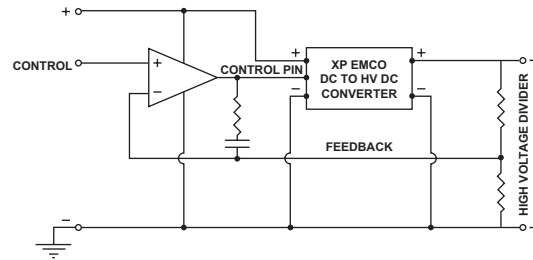 +
CONTROL
+
−
CONTROL PIN
+
−
XP EMCO
DC TO HV DC
CONVERTER
+
−
FEEDBACK
HIGH VOLTAGE DIVIDER
−
−
−